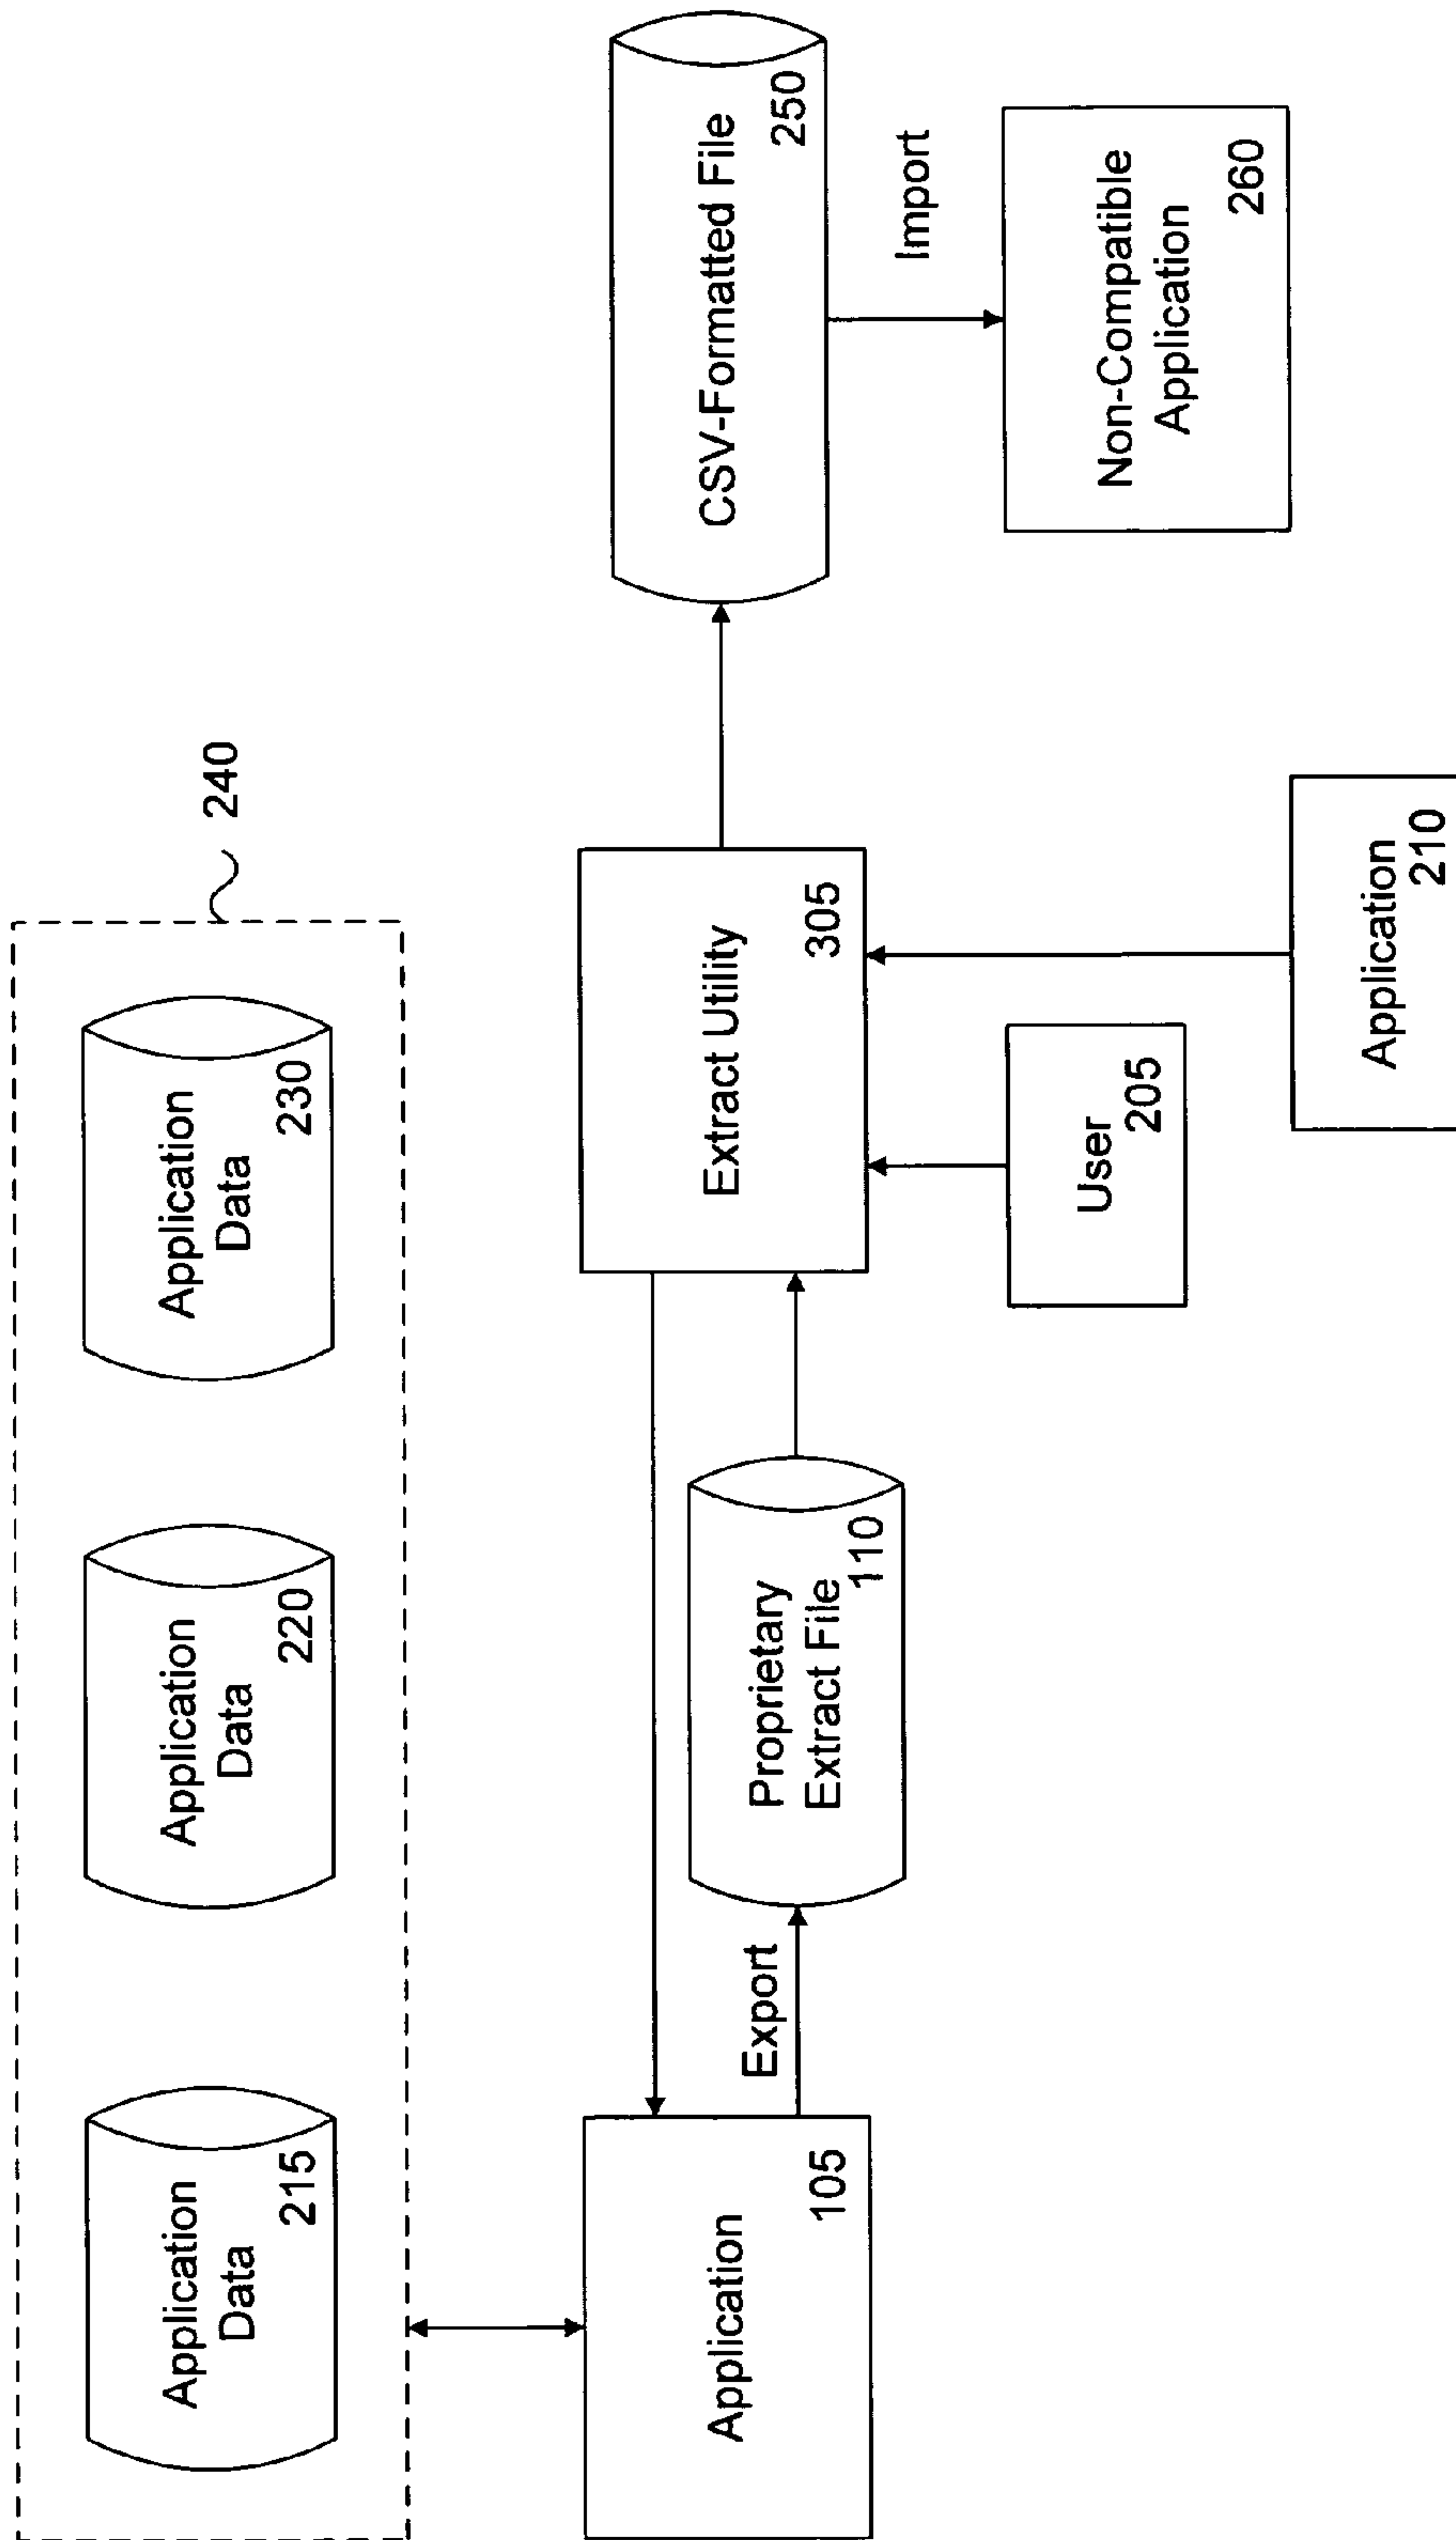 Application
Data
215
Application
Data
220
Application
Data
230
240
Application
105
Export
Proprietary
Extract File
110
Extract Utility
305
CSV-Formatted File
250
User
205
Application
210
Import
Non-Compatible
Application
260